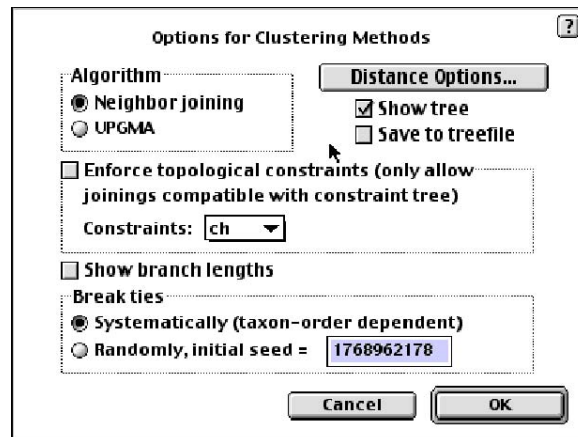 ?
Options for Clustering Methods
Algorithm
Neighbor joining
UPGMA
Distance Options...
Show tree
Save to treefile
Enforce topological constraints (only allow
joinings compatible with constraint tree)
Constraints: ch
Show branch lengths
Break ties
Systematically (taxon-order dependent)
Randomly, initial seed = 1768962178
Cancel OK